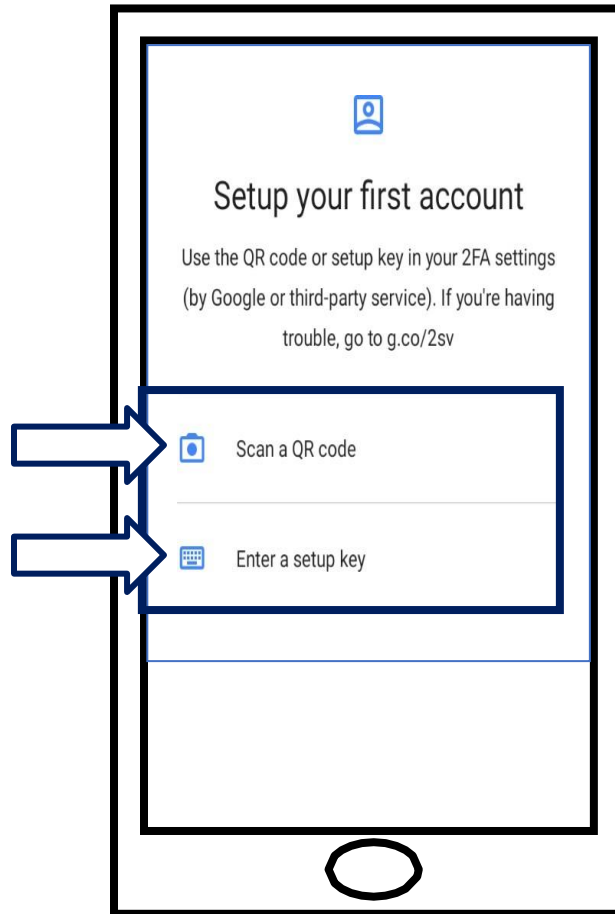 Setup your first account
Use the QR code or setup key in your 2FA settings
(by Google or third-party service). If you're having
trouble, go to g.co/2sv
Scan a QR code
Enter a setup key